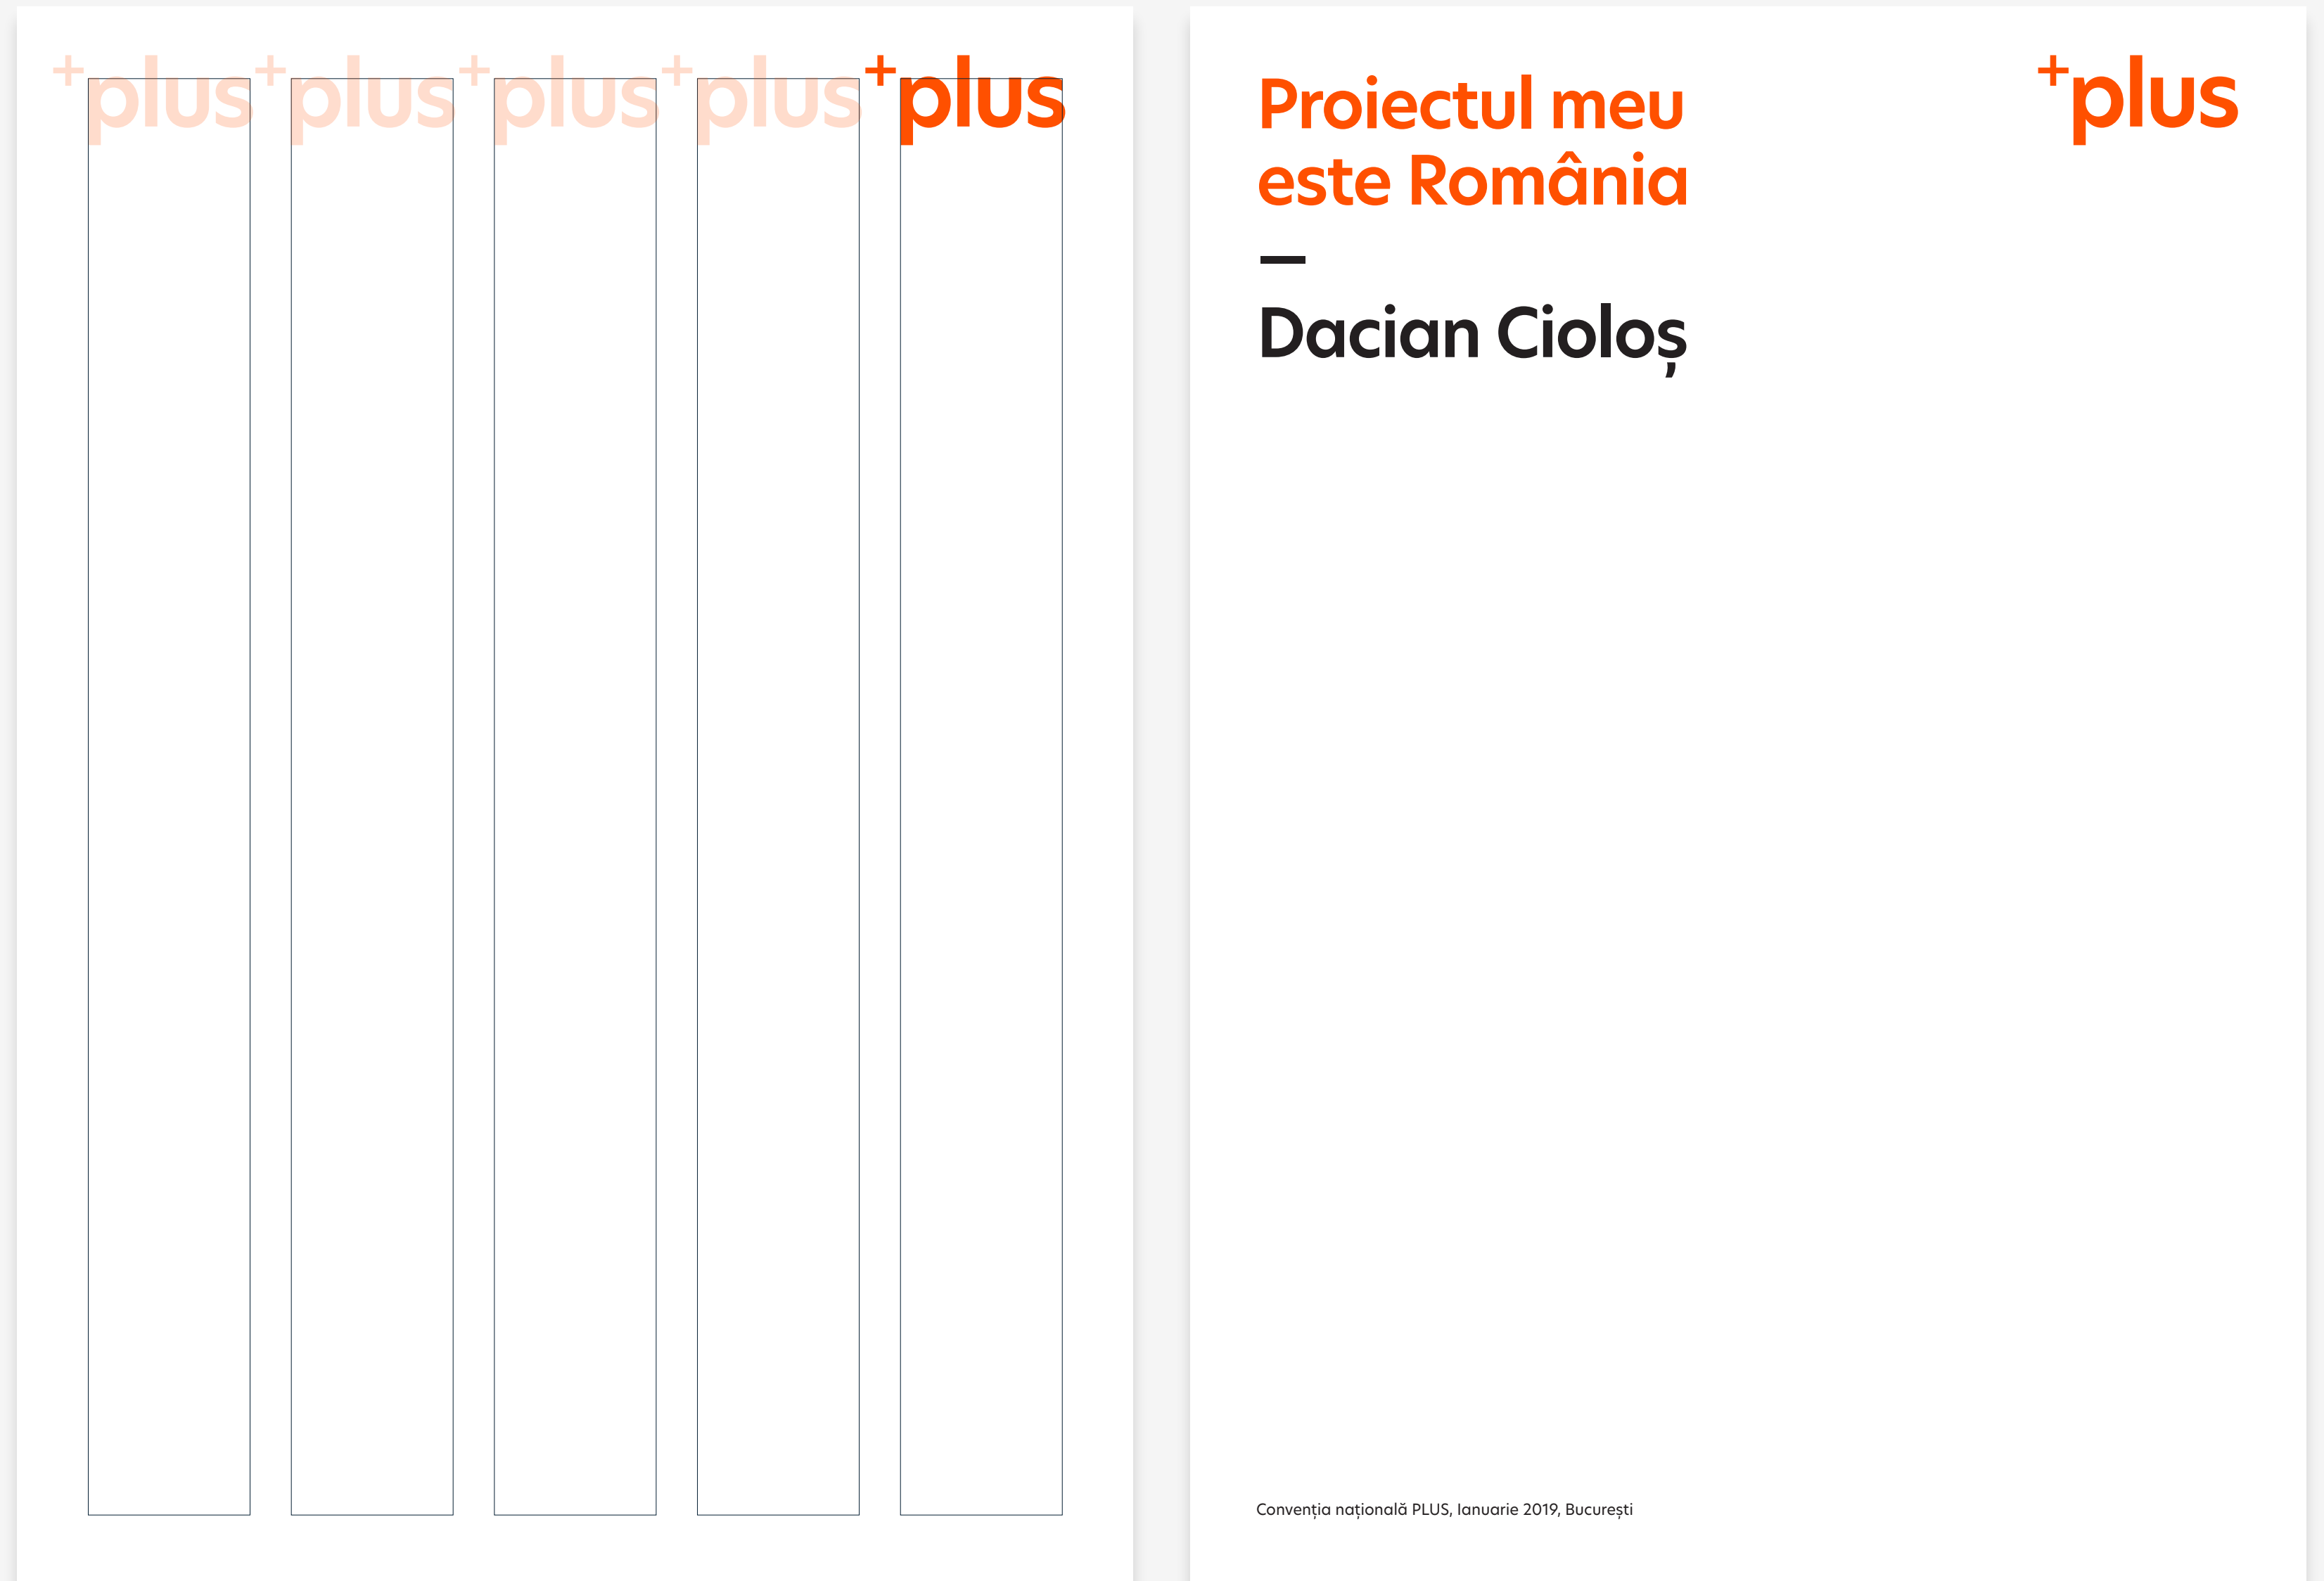 +plus +plus +plus +plus +plus
Proiectul meu
este România
—
Dacian Cioloș
+plus
Convenția națională PLUS, Ianuarie 2019, București